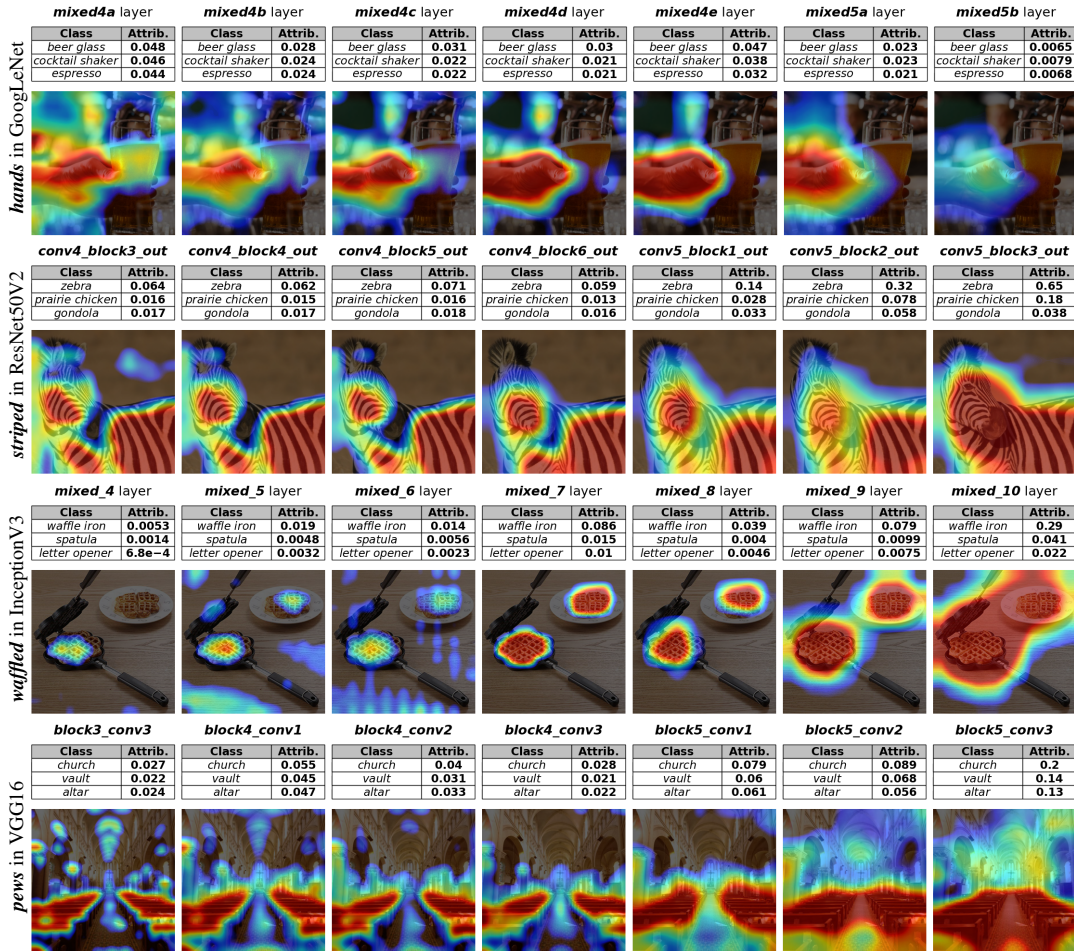 mixed4a layer mixed4b layer mixed4c layer mixed4d layer mixed4e layer mixed5a layer mixed5b layer
Class Attrib. Class Attrib. Class Attrib. Class Attrib. Class Attrib. Class Attrib. Class Attrib.
beer glass 0.048 beer glass 0.028 beer glass 0.031 beer glass 0.03 beer glass 0.047 beer glass 0.023 beer glass 0.0065
cocktail shaker 0.046 cocktail shaker 0.024 cocktail shaker 0.022 cocktail shaker 0.021 cocktail shaker 0.038 cocktail shaker 0.023 cocktail shaker 0.0079
espresso 0.044 espresso 0.024 espresso 0.022 espresso 0.021 espresso 0.032 espresso 0.021 espresso 0.0068
hands in GoogLeNet
conv4_block3_out conv4_block4_out conv4_block5_out conv4_block6_out conv5_block1_out conv5_block2_out conv5_block3_out
Class Attrib. Class Attrib. Class Attrib. Class Attrib. Class Attrib. Class Attrib. Class Attrib.
zebra 0.064 zebra 0.062 zebra 0.071 zebra 0.059 zebra 0.14 zebra 0.32 zebra 0.65
prairie chicken 0.016 prairie chicken 0.015 prairie chicken 0.016 prairie chicken 0.013 prairie chicken 0.028 prairie chicken 0.078 prairie chicken 0.18
gondola 0.017 gondola 0.017 gondola 0.018 gondola 0.016 gondola 0.033 gondola 0.058 gondola 0.038
striped in ResNet50V2
mixed_4 layer mixed_5 layer mixed_6 layer mixed_7 layer mixed_8 layer mixed_9 layer mixed_10 layer
Class Attrib. Class Attrib. Class Attrib. Class Attrib. Class Attrib. Class Attrib. Class Attrib.
waffle iron 0.0053 waffle iron 0.019 waffle iron 0.014 waffle iron 0.086 waffle iron 0.039 waffle iron 0.079 waffle iron 0.29
spatula 0.0014 spatula 0.0048 spatula 0.0056 spatula 0.015 spatula 0.004 spatula 0.0099 spatula 0.041
letter opener 6.8e−4 letter opener 0.0032 letter opener 0.0023 letter opener 0.01 letter opener 0.0046 letter opener 0.0075 letter opener 0.022
waffled in InceptionV3
block3_conv3 block4_conv1 block4_conv2 block4_conv3 block5_conv1 block5_conv2 block5_conv3
Class Attrib. Class Attrib. Class Attrib. Class Attrib. Class Attrib. Class Attrib. Class Attrib.
church 0.027 church 0.055 church 0.04 church 0.028 church 0.079 church 0.089 church 0.2
vault 0.022 vault 0.045 vault 0.031 vault 0.021 vault 0.06 vault 0.068 vault 0.14
altar 0.024 altar 0.047 altar 0.033 altar 0.022 altar 0.061 altar 0.056 altar 0.13
pews in VGG16